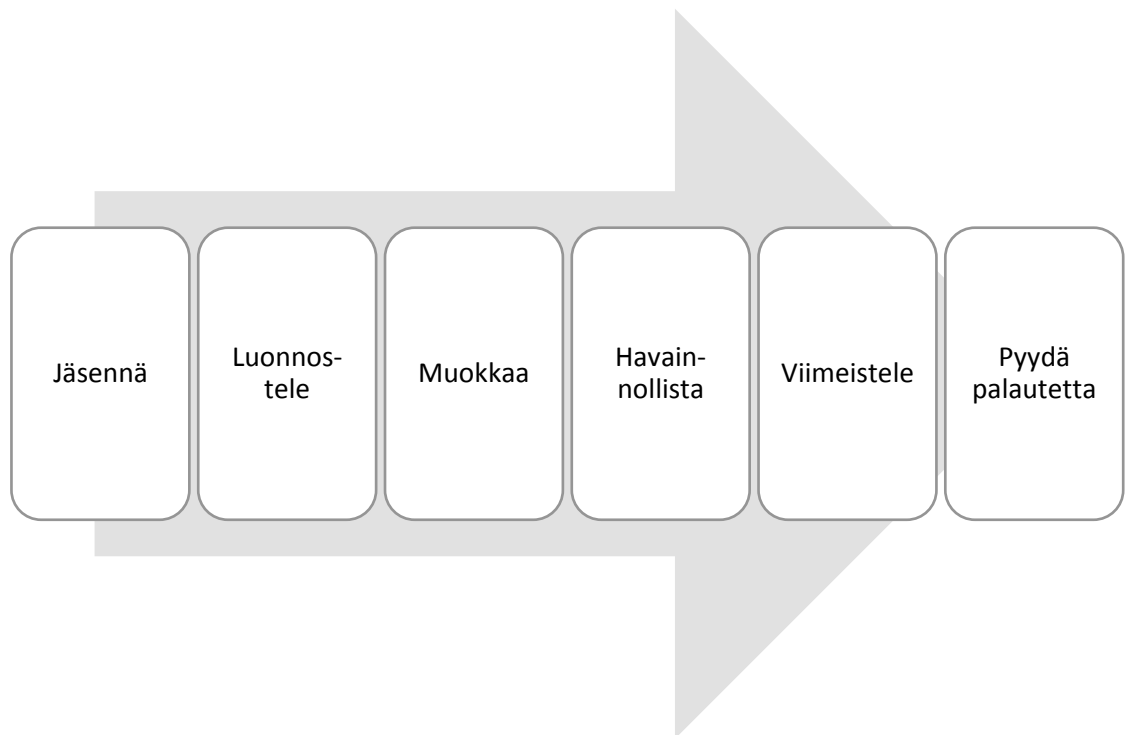 Jäsennä
Luonnos-
tele
Muokkaa
Havain-
nollista
Viimeistele
Pyydä
palautetta